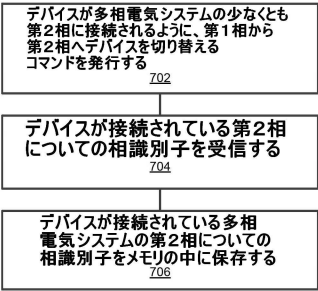 デバイスが多相電気システムの少なくとも
第2相に接続されるように、第1相から
第2相へデバイスを切り替える
コマンドを発行する
702
デバイスが接続されている第2相
についての相識別子を受信する
704
デバイスが接続されている多相
電気システムの第2相についての
相識別子をメモリの中に保存する
706